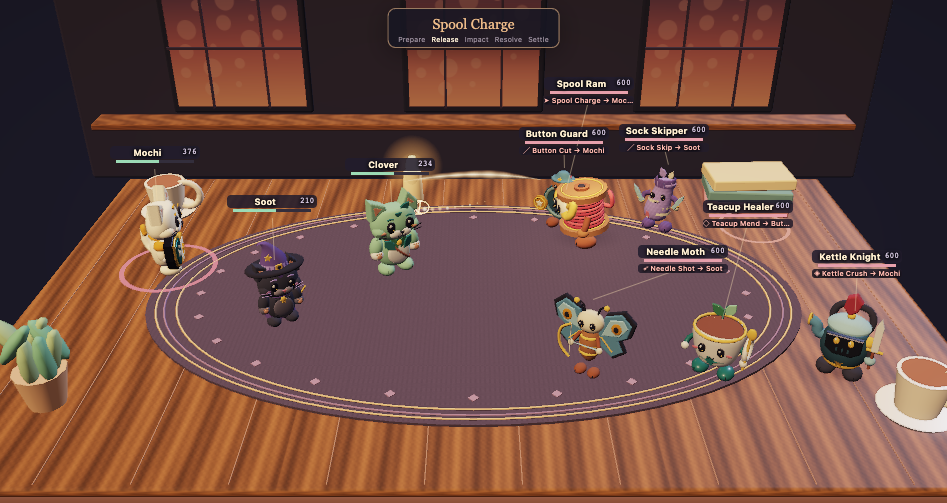 Spool Charge
Prepare Release Impact Resolve Settle
Spool Ram 600
Spool Charge → Moc...
Button Guard 600
Button Cut → Mochi
Sock Skipper 600
Sock Skip → Soot
Mochi 376
Clover 234
Soot 210
Teacup Healer 600
Teacup Mend → But...
Needle Moth 600
Needle Shot → Soot
Kettle Knight 600
Kettle Crush → Mochi